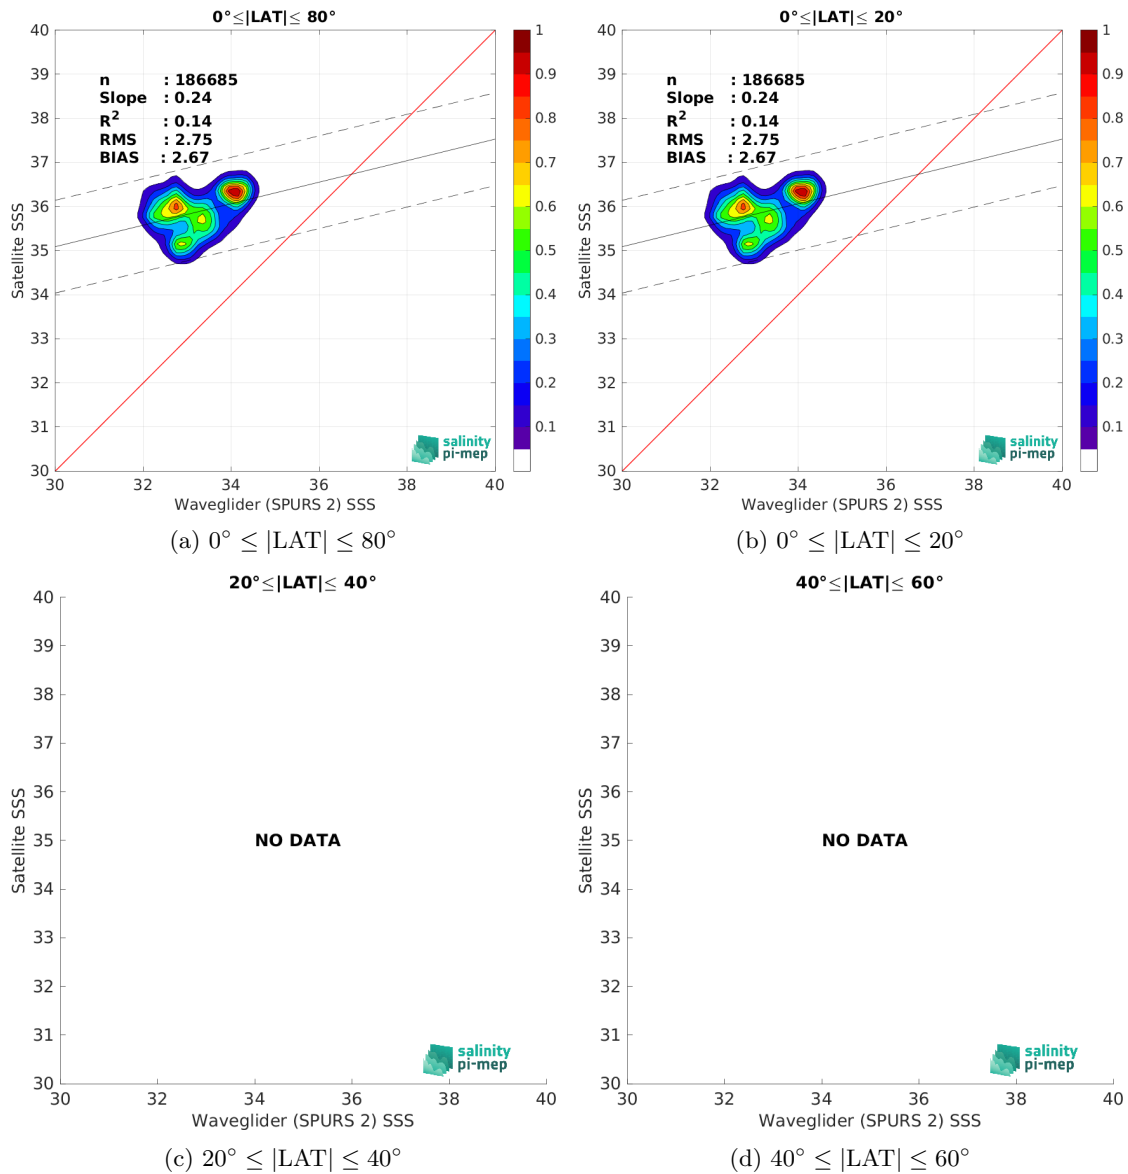 0°≤|LAT|≤ 80°
40
39
38
37
36
35
34
33
32
31
30
Satellite SSS
n : 186685
Slope : 0.24
R2 : 0.14
RMS : 2.75
BIAS : 2.67
1
0.9
0.8
0.7
0.6
0.5
0.4
0.3
0.2
0.1
salinity
pi-mep
30 32 34 36 38 40
Waveglider (SPURS 2) SSS
(a) 0° ≤ |LAT| ≤ 80°
0°≤|LAT|≤ 20°
40
39
38
37
36
35
34
33
32
31
30
Satellite SSS
n : 186685
Slope : 0.24
R2 : 0.14
RMS : 2.75
BIAS : 2.67
1
0.9
0.8
0.7
0.6
0.5
0.4
0.3
0.2
0.1
salinity
pi-mep
30 32 34 36 38 40
Waveglider (SPURS 2) SSS
(b) 0° ≤ |LAT| ≤ 20°
20°≤|LAT|≤ 40°
40
39
38
37
36
35
34
33
32
31
30
Satellite SSS
NO DATA
salinity
pi-mep
30 32 34 36 38 40
Waveglider (SPURS 2) SSS
(c) 20° ≤ |LAT| ≤ 40°
40°≤|LAT|≤ 60°
40
39
38
37
36
35
34
33
32
31
30
Satellite SSS
NO DATA
salinity
pi-mep
30 32 34 36 38 40
Waveglider (SPURS 2) SSS
(d) 40° ≤ |LAT| ≤ 60°